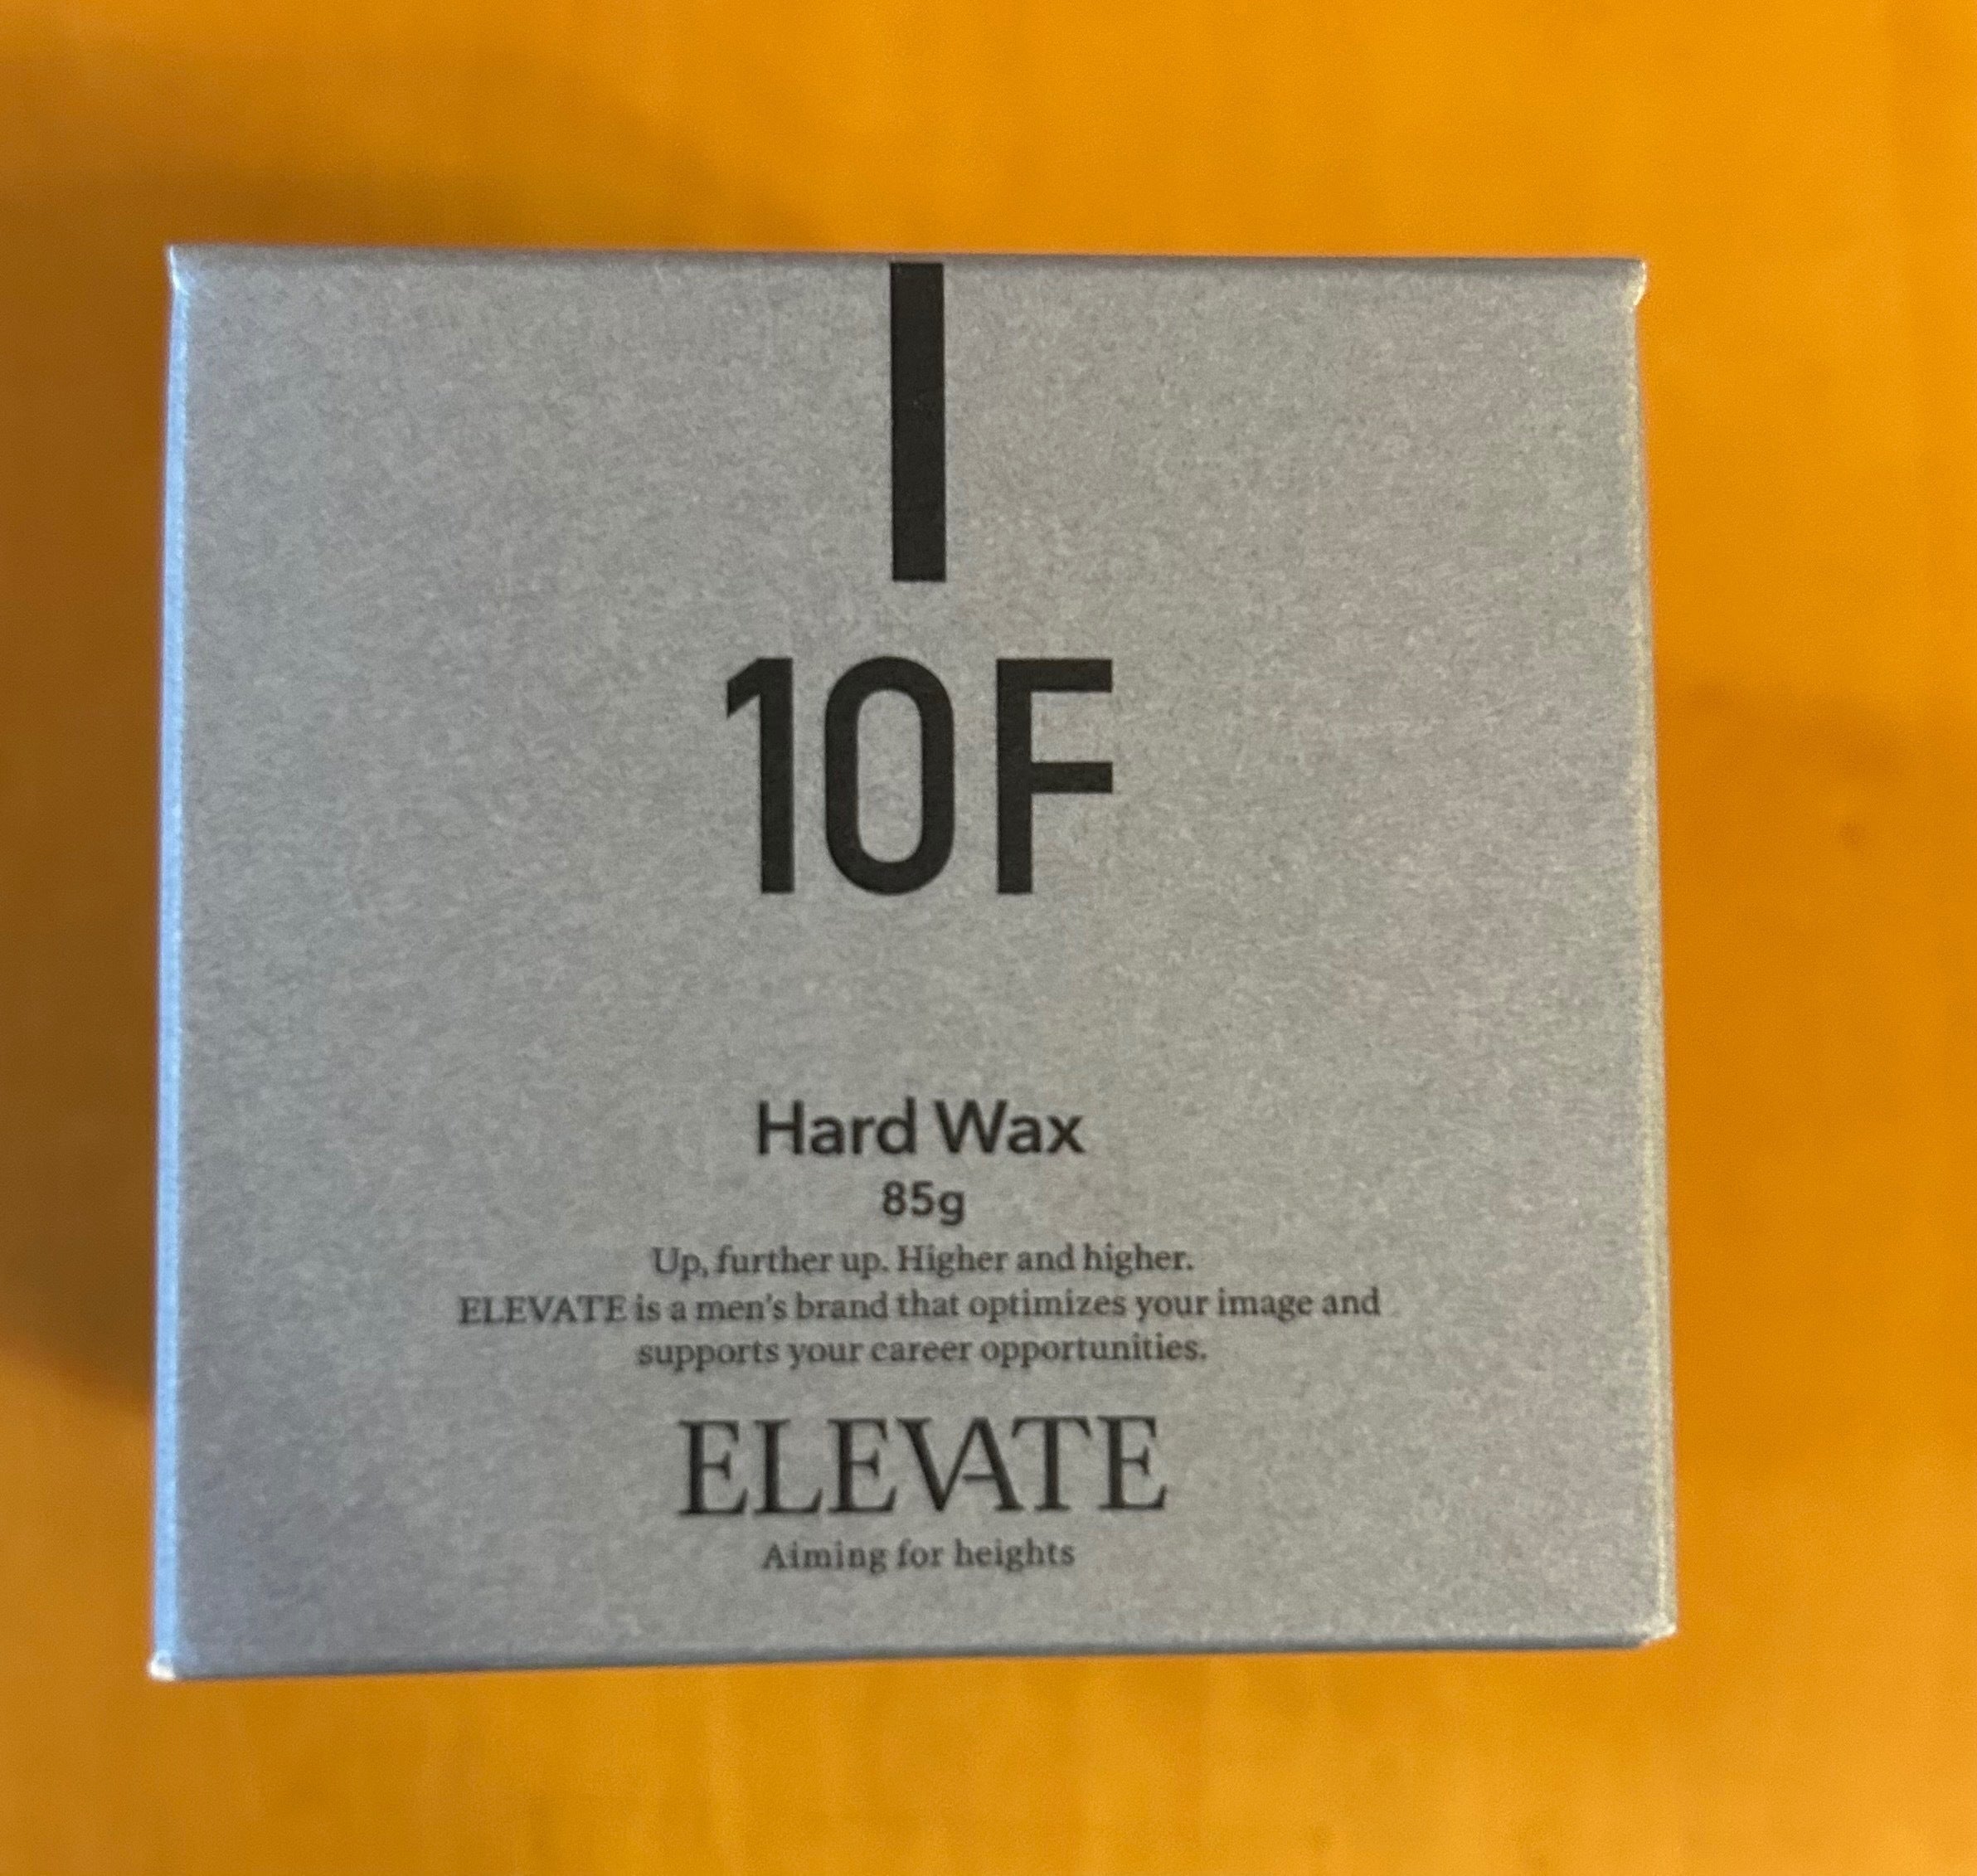 10F
Hard Wax
85g
Up, further up. Higher and higher.
ELEVATE is a men's brand that optimizes your image and
supports your career opportunities.
ELEVATE
Aiming for heights